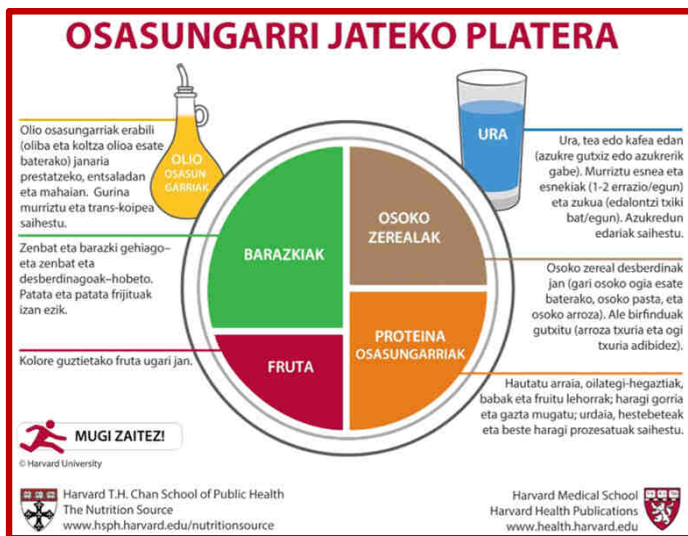 OSASUNGARRI JATEKO PLATERA
Olio osasungarriak erabili
(oliba eta koltza olioa esate
baterako) janaria
prestatzeko, entsaladan
eta mahaian. Gurina
murriztu eta trans-koipea
saihestu.
OLIO
OSASUN
GARRIAK
Zenbat eta barazki gehiago–
eta zenbat eta
desberdinagoak–hobeto.
Patata eta patata frijituak
izan ezik.
Kolore guztietako fruta ugari jan.
BARAZKIAK
FRUTA
OSOKO
ZEREALAK
PROTEINA
OSASUNGARRIAK
URA
Ura, tea edo kafea edan
(azukre gutxiz edo azukrerik
gabe). Murriztu esnea eta
esnekiak (1-2 errazio/egun)
eta zukua (edalontzi txiki
bat/egun). Azukredun
edariak saihestu.
Osoko zereal desberdinak
jan (gari osoko ogia esate
baterako, osoko pasta, eta
osoko arroza). Ale birfinduak
gutxitu (arroza txuria eta ogi
txuria adibidez).
Hautatu arraia, oilategi-hegaztiak,
babak eta fruitu lehorrak; haragi gorria
eta gazta mugatu; urdaia, hestebeteak
eta beste haragi prozesatuak saihestu.
MUGI ZAITEZ!
© Harvard University
Harvard T.H. Chan School of Public Health
The Nutrition Source
www.hsph.harvard.edu/nutritionsource
Harvard Medical School
Harvard Health Publications
www.health.harvard.edu